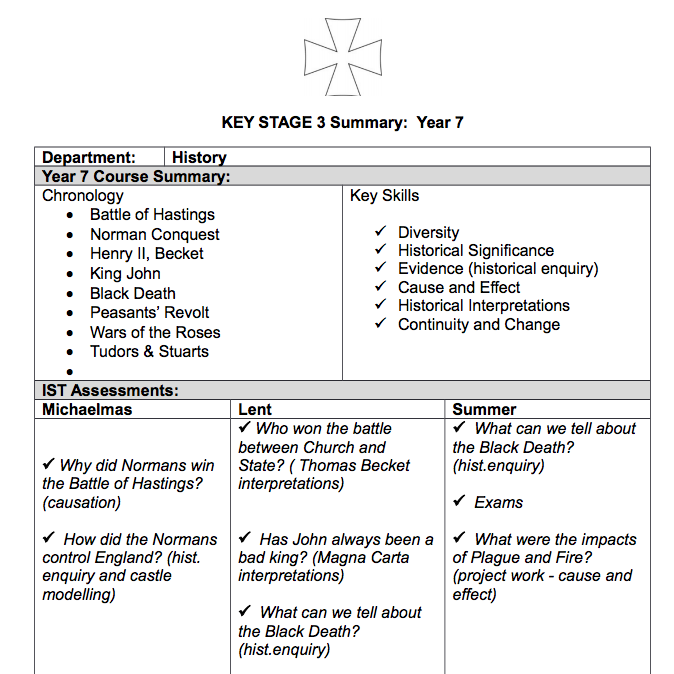 KEY STAGE 3 Summary: Year 7
Department: History
Year 7 Course Summary:
Chronology
• Battle of Hastings
• Norman Conquest
• Henry II, Becket
• King John
• Black Death
• Peasants' Revolt
• Wars of the Roses
• Tudors & Stuarts
•
Key Skills
✓ Diversity
✓ Historical Significance
✓ Evidence (historical enquiry)
✓ Cause and Effect
✓ Historical Interpretations
✓ Continuity and Change
IST Assessments:
Michaelmas
✓ Why did Normans win
the Battle of Hastings?
(causation)
✓ How did the Normans
control England? (hist.
enquiry and castle
modelling)
Lent
✓ Who won the battle
between Church and
State? ( Thomas Becket
interpretations)
✓ Has John always been a
bad king? (Magna Carta
interpretations)
✓ What can we tell about
the Black Death?
(hist.enquiry)
Summer
✓ What can we tell about
the Black Death?
(hist.enquiry)
✓ Exams
✓ What were the impacts
of Plague and Fire?
(project work - cause and
effect)